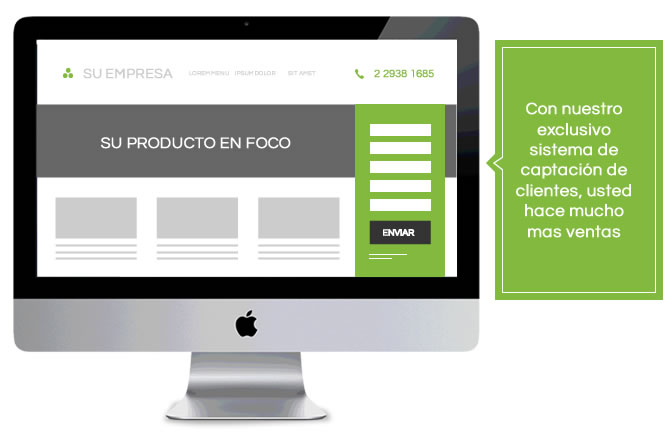 SU EMPRESA LOREM MENU IPSUM DOLOR SIT AMET 2 2938 1685
SU PRODUCTO EN FOCO
ENVIAR
Con nuestro
exclusivo
sistema de
captación de
clientes, usted
hace mucho
mas ventas